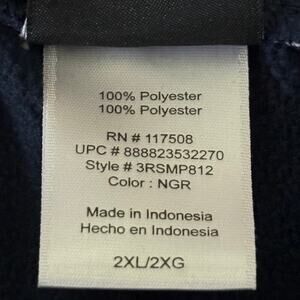 100% Polyester
100% Polyester
RN # 117508
UPC # 888823532270
Style # 3RSMP812
Color : NGR
Made in Indonesia
Hecho en Indonesia
2XL/2XG